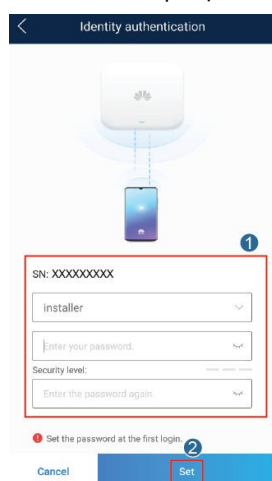 Identity authentication
1
SN: XXXXXXXXX
installer
Enter your password.
Security level:
Enter the password again
Set the password at the first login.
2
Cancel
Set